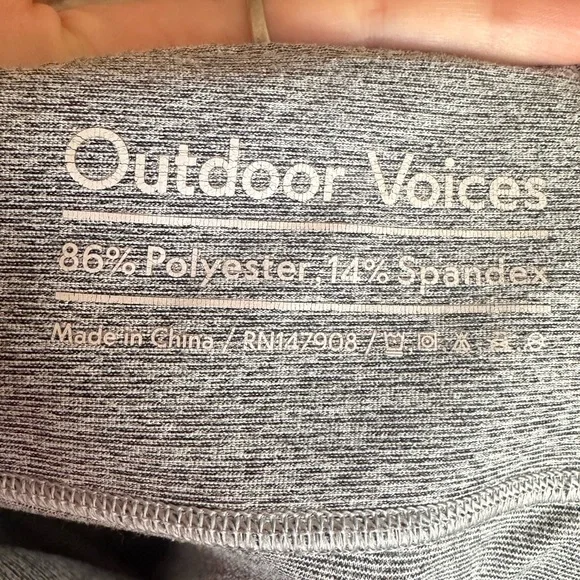 Outdoor Voices
86% Polyester, 14% Spandex
Made in China / RN147908 /